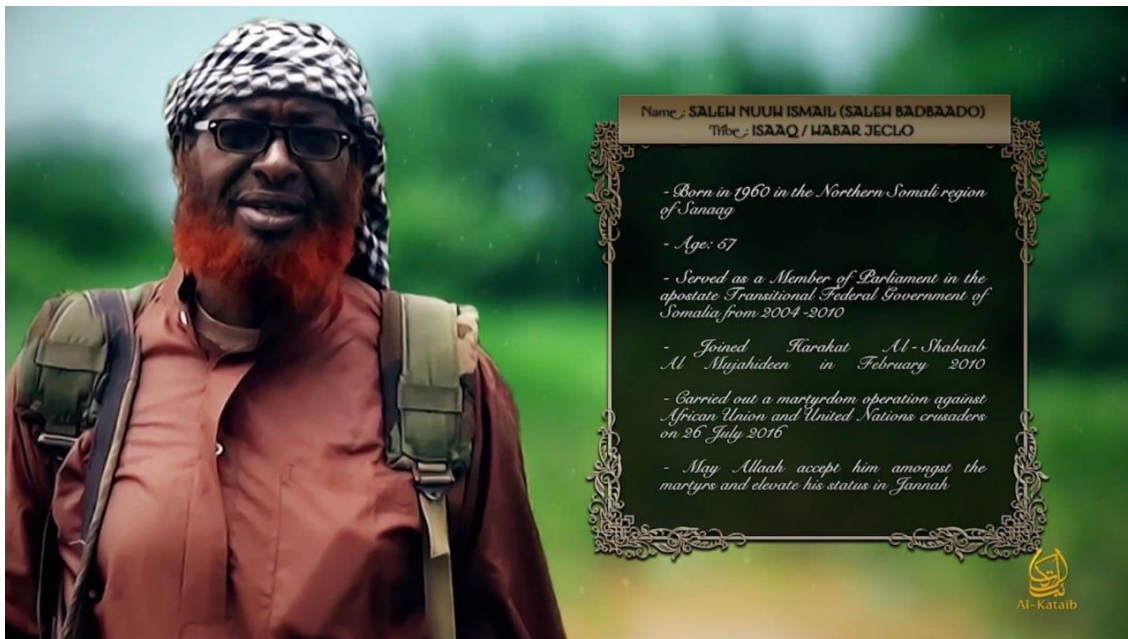 Name : SALEH NUUH ISMAIL (SALEH BADBAADO)
Tribe : ISAAQ / HABAR JECLO
- Born in 1960 in the Northern Somali region
of Sanaag
- Age: 57
- Served as a Member of Parliament in the
apostate Transitional Federal Government of
Somalia from 2004-2010
- Joined Harakat Al-Shabaab
Al Mujahideen in February 2010
- Carried out a martyrdom operation against
African Union and United Nations crusaders
on 26 July 2016
- May Allaah accept him amongst the
martyrs and elevate his status in Jannah
Al-Kataib